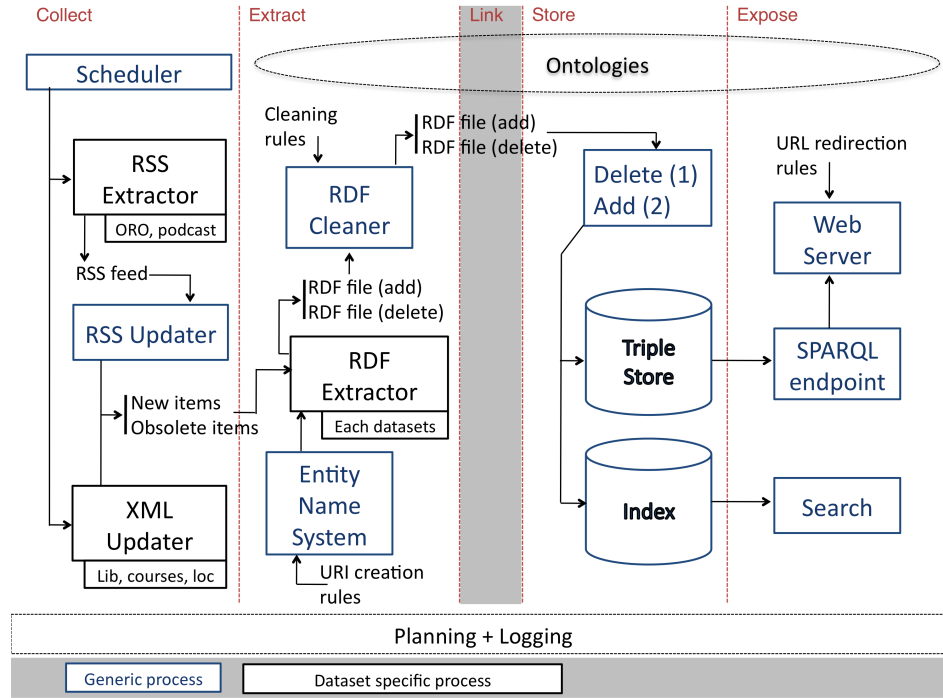 Collect
Extract
Link
Store
Expose
Scheduler
Ontologies
RSS
Extractor
ORO, podcast
RSS feed
RSS Updater
New items
Obsolete items
XML
Updater
Lib, courses, loc
Cleaning
rules
RDF file (add)
RDF file (delete)
RDF
Cleaner
RDF file (add)
RDF file (delete)
RDF
Extractor
Each datasets
Entity
Name
System
URI creation
rules
Delete (1)
Add (2)
Triple
Store
Index
URL redirection
rules
Web
Server
SPARQL
endpoint
Search
Planning + Logging
Generic process
Dataset specific process